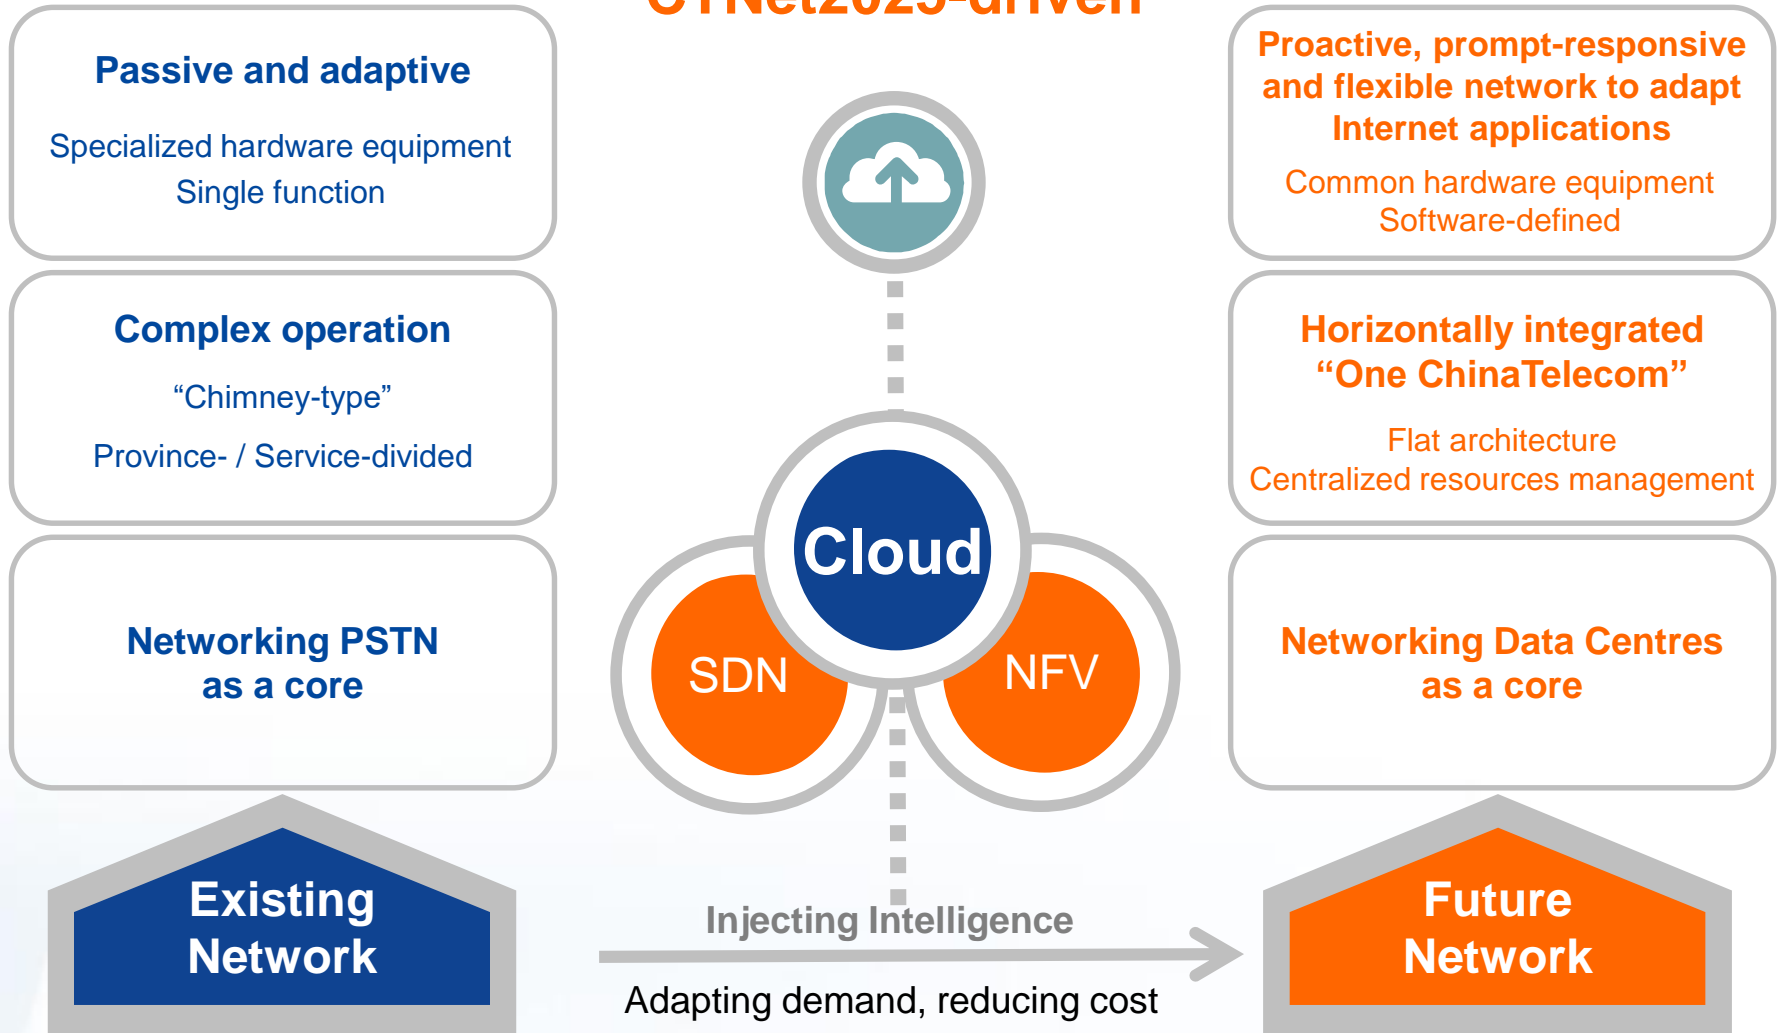 CTNet2025-driven
Passive and adaptive
Specialized hardware equipment
Single function
Complex operation
“Chimney-type”
Province- / Service-divided
Networking PSTN
as a core
Existing
Network
Cloud
SDN
NFV
Injecting Intelligence
Adapting demand, reducing cost
Proactive, prompt-responsive
and flexible network to adapt
Internet applications
Common hardware equipment
Software-defined
Horizontally integrated
“One ChinaTelecom”
Flat architecture
Centralized resources management
Networking Data Centres
as a core
Future
Network